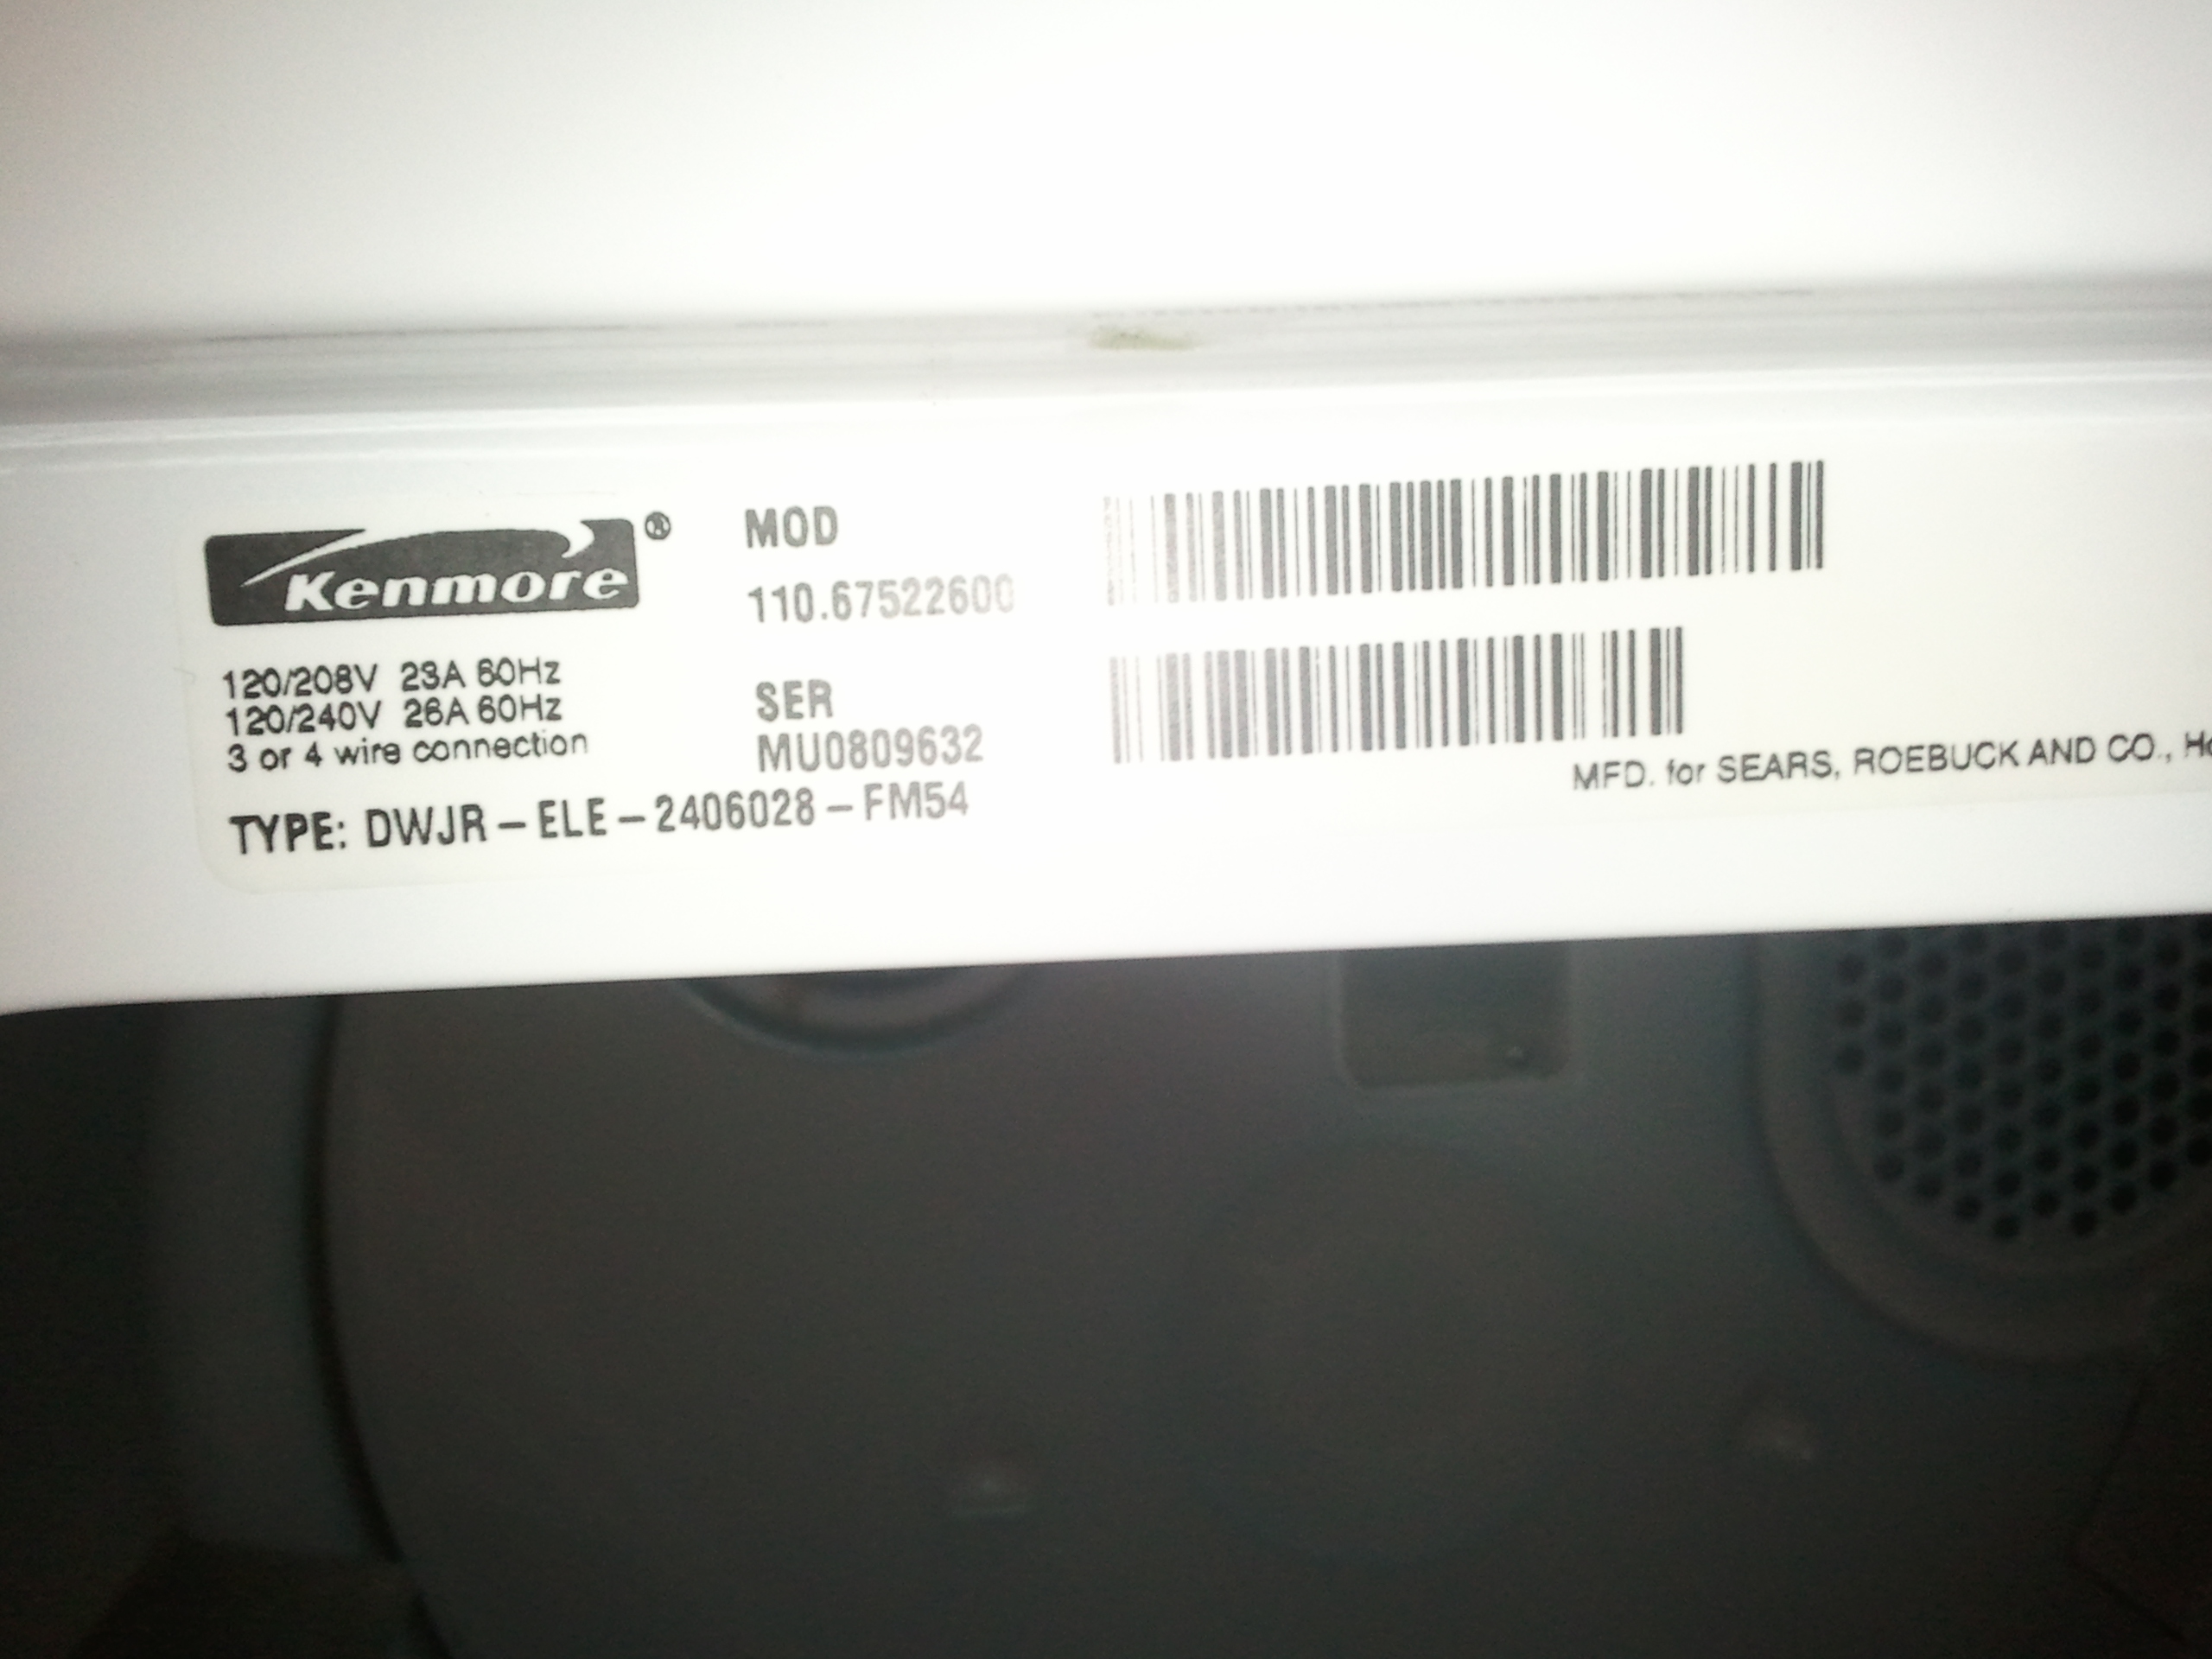 Kenmore®
MOD
110.67522600
120/208V 23A 60Hz
120/240V 26A 60Hz
3 or 4 wire connection
SER
MU0809632
TYPE: DWJR-ELE-2406028-FM54
MFD. for SEARS, ROEBUCK AND CO.,